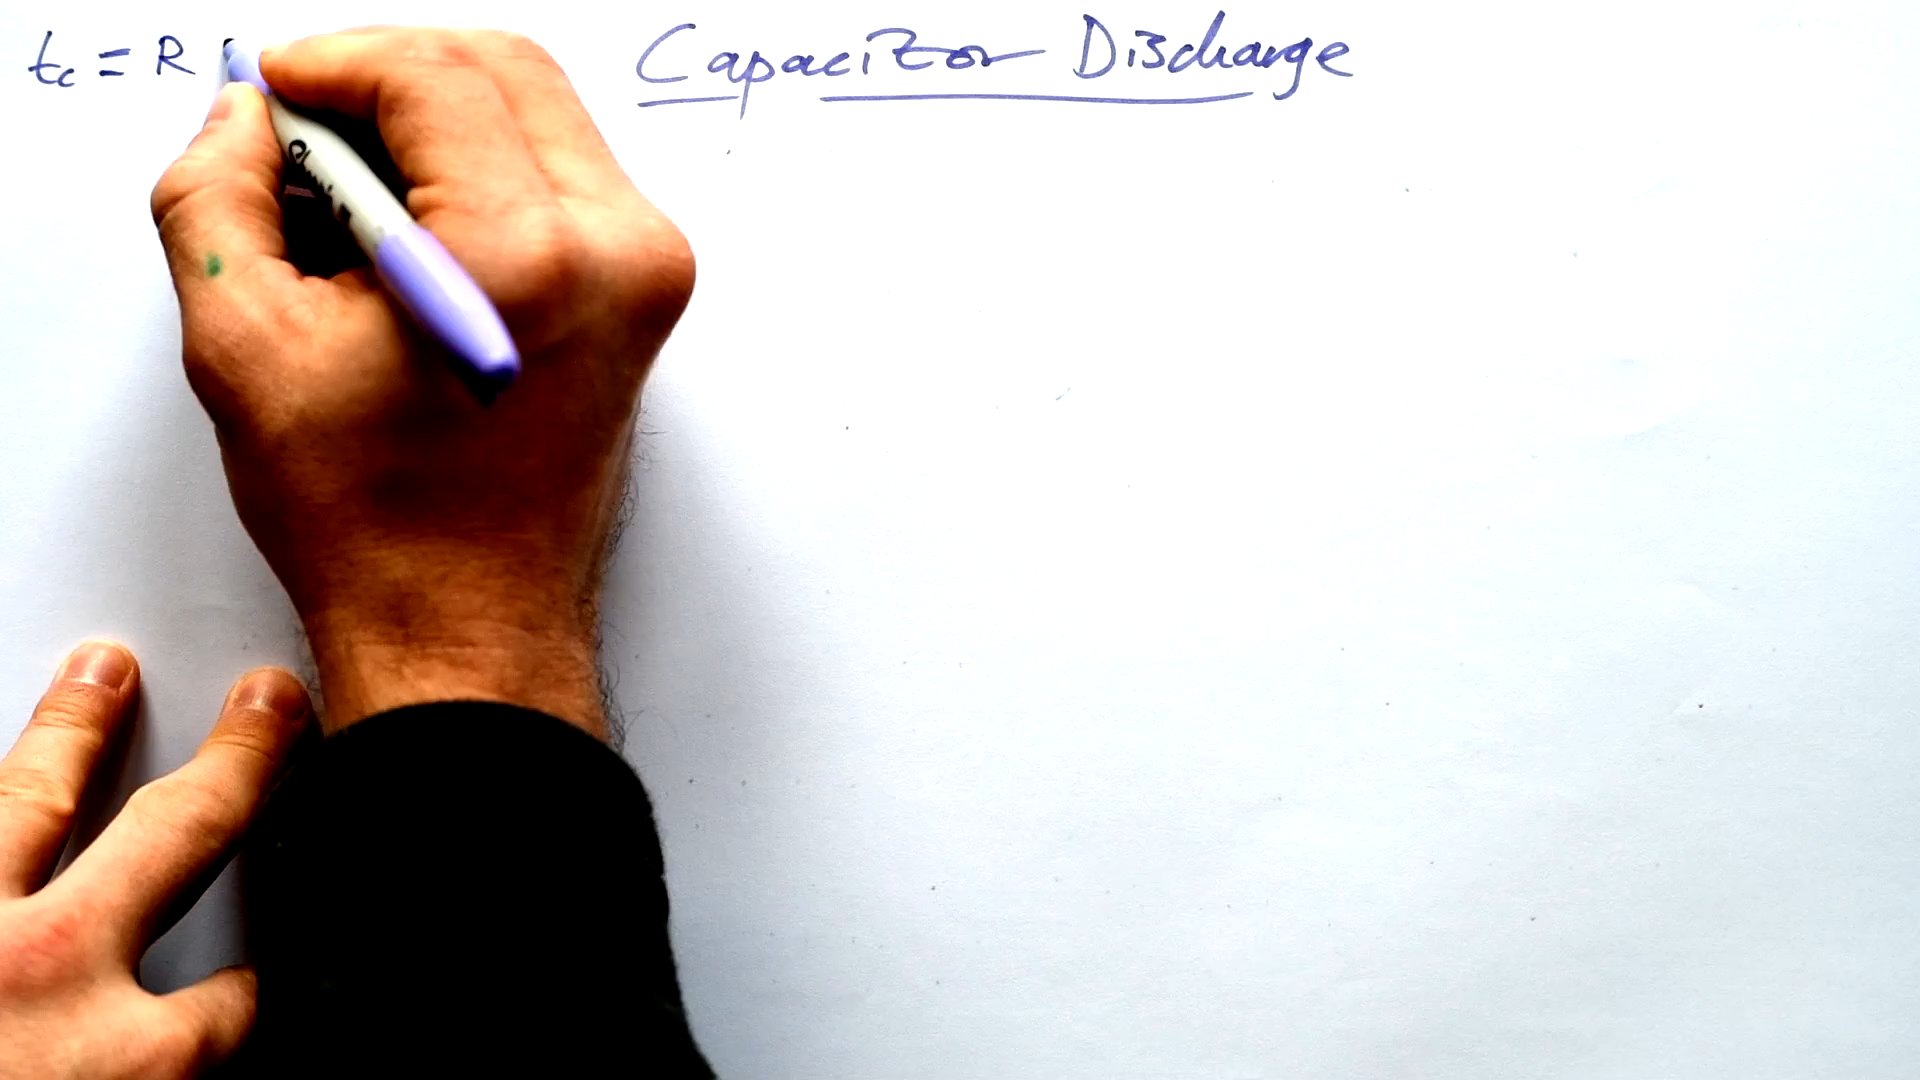 Capacitor Discharge
tc = R